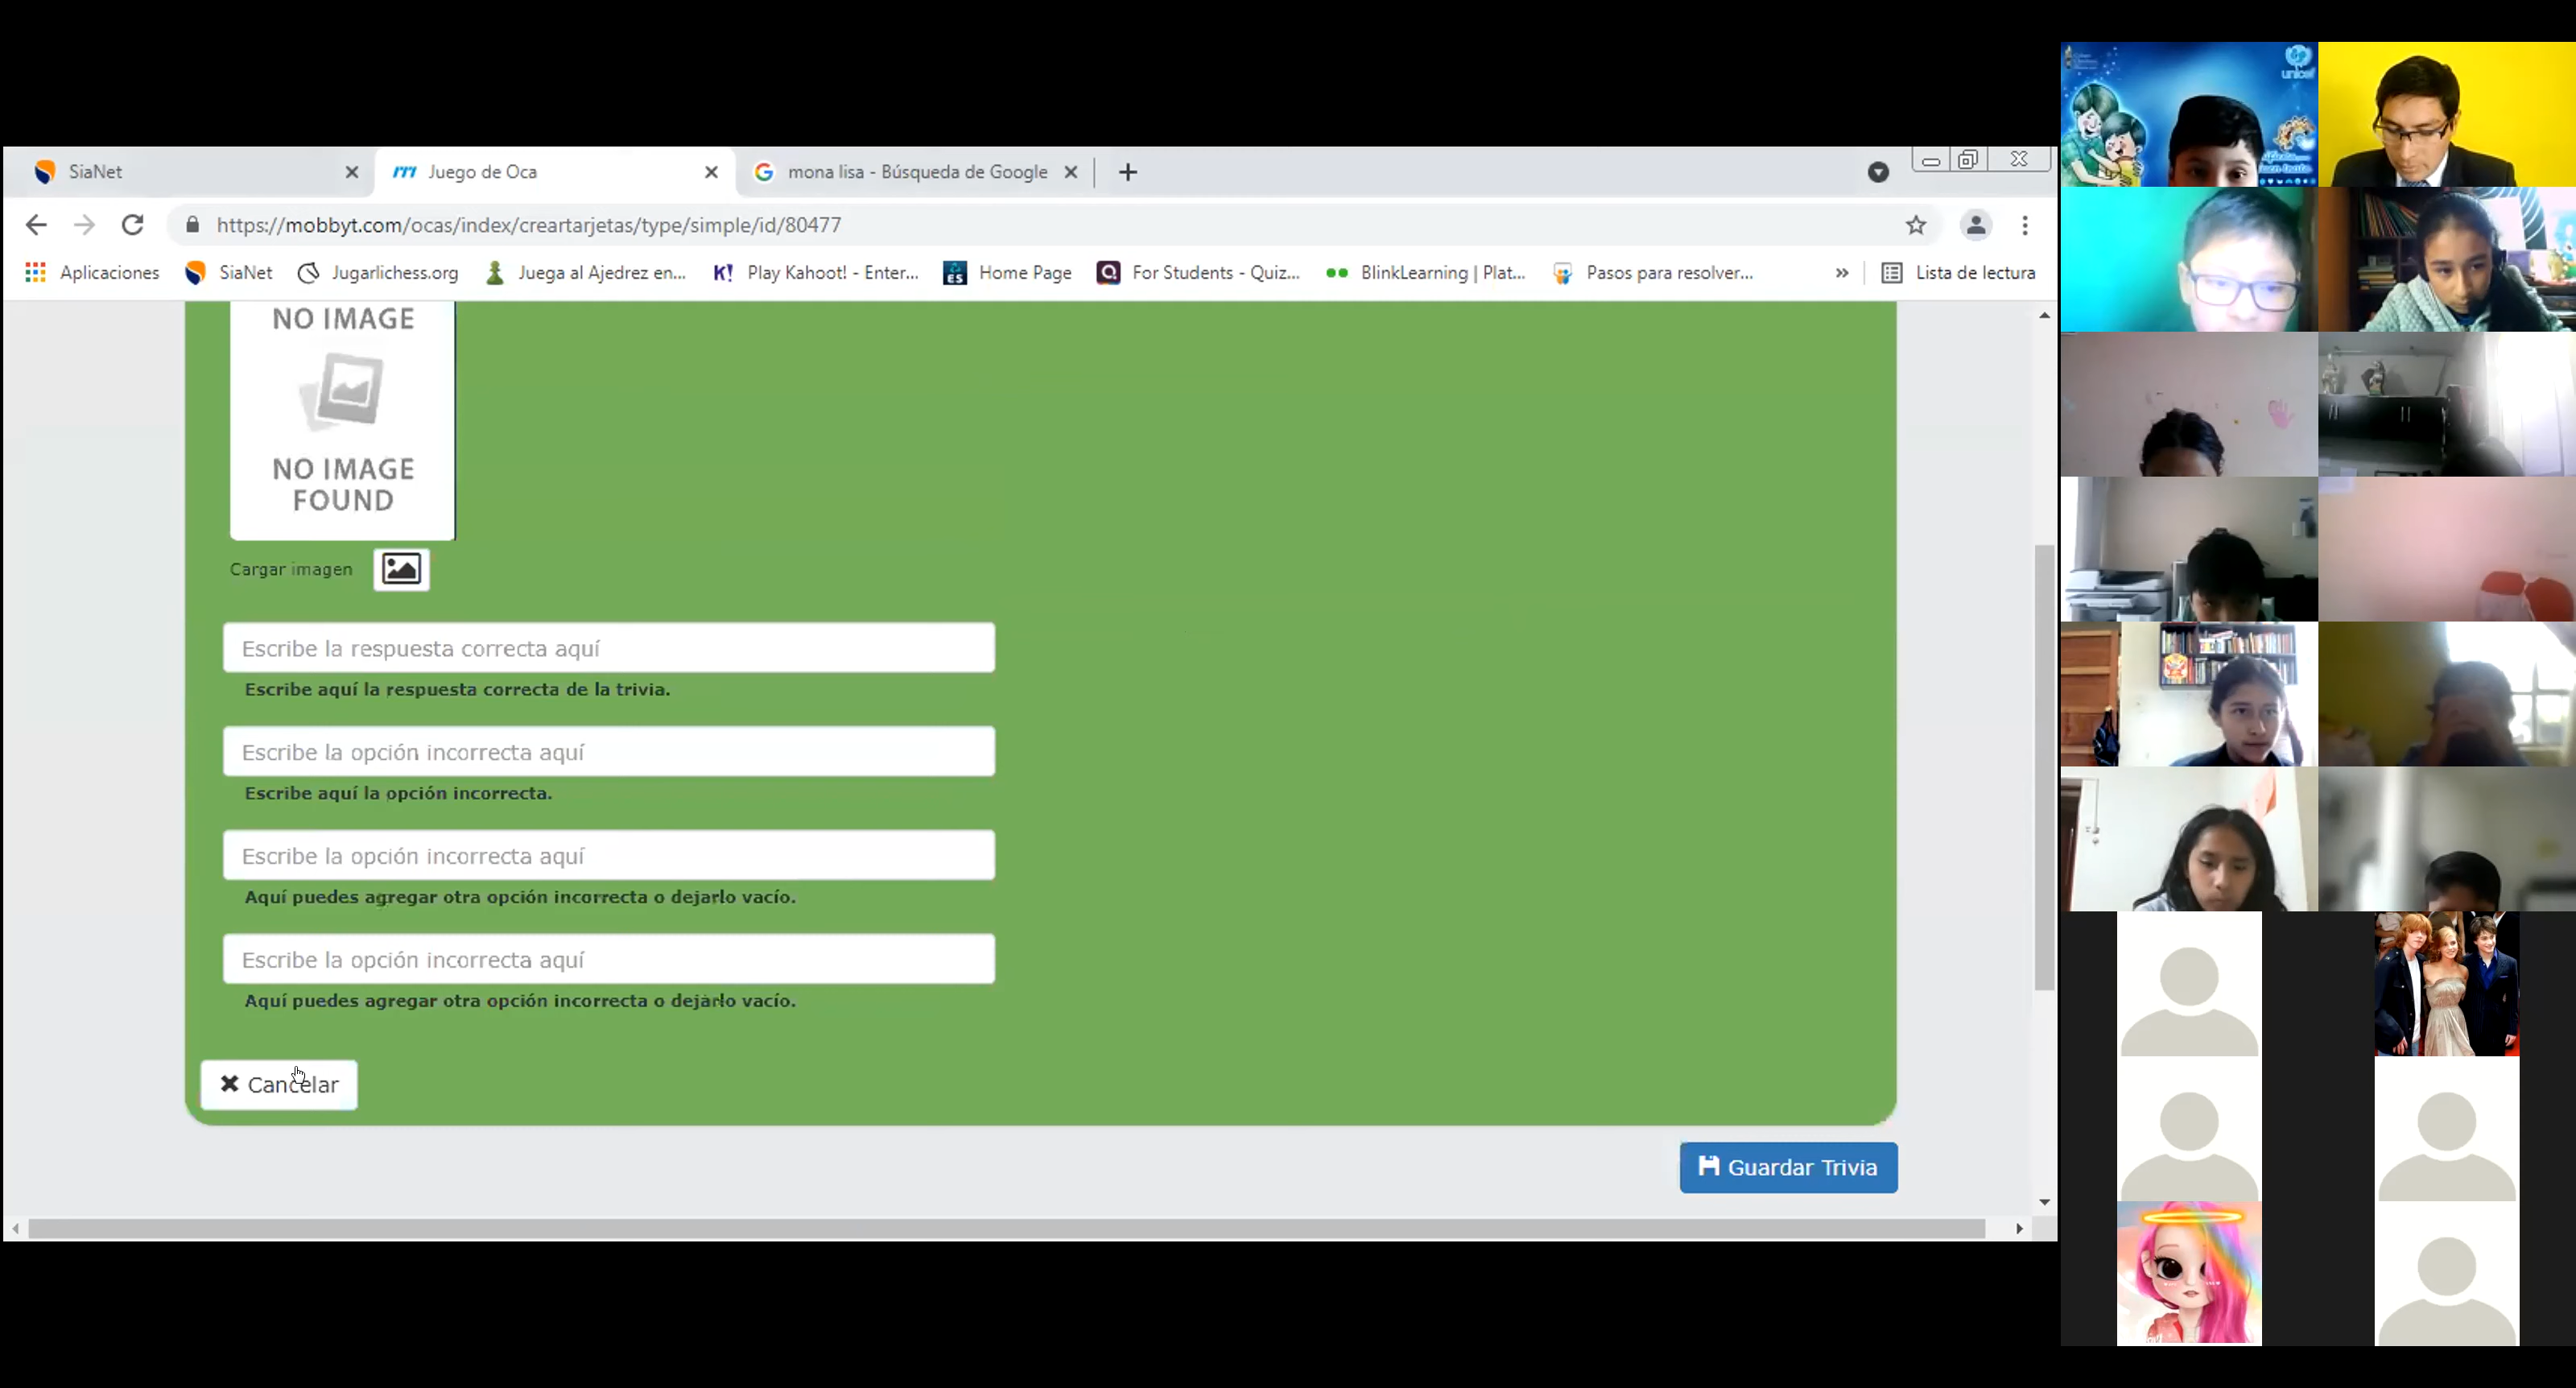 SiaNet
Juego de Oca
mona lisa - Búsqueda de Google
https://mobbyt.com/ocas/index/creartarjetas/type/simple/id/80477
Aplicaciones
SiaNet
Jugarlichess.org
Juega al Ajedrez en...
K! Play Kahoot! - Enter...
ES Home Page
Q For Students - Quiz...
BlinkLearning | Plat...
Pasos para resolver...
»
Lista de lectura
NO IMAGE
NO IMAGE
FOUND
Cargar imagen
Escribe la respuesta correcta aquí
Escribe aquí la respuesta correcta de la trivia.
Escribe la opción incorrecta aquí
Escribe aquí la opción incorrecta.
Escribe la opción incorrecta aquí
Aquí puedes agregar otra opción incorrecta o dejarlo vacío.
Escribe la opción incorrecta aquí
Aquí puedes agregar otra opción incorrecta o dejarlo vacío.
Cancelar
Guardar Trivia
unicef